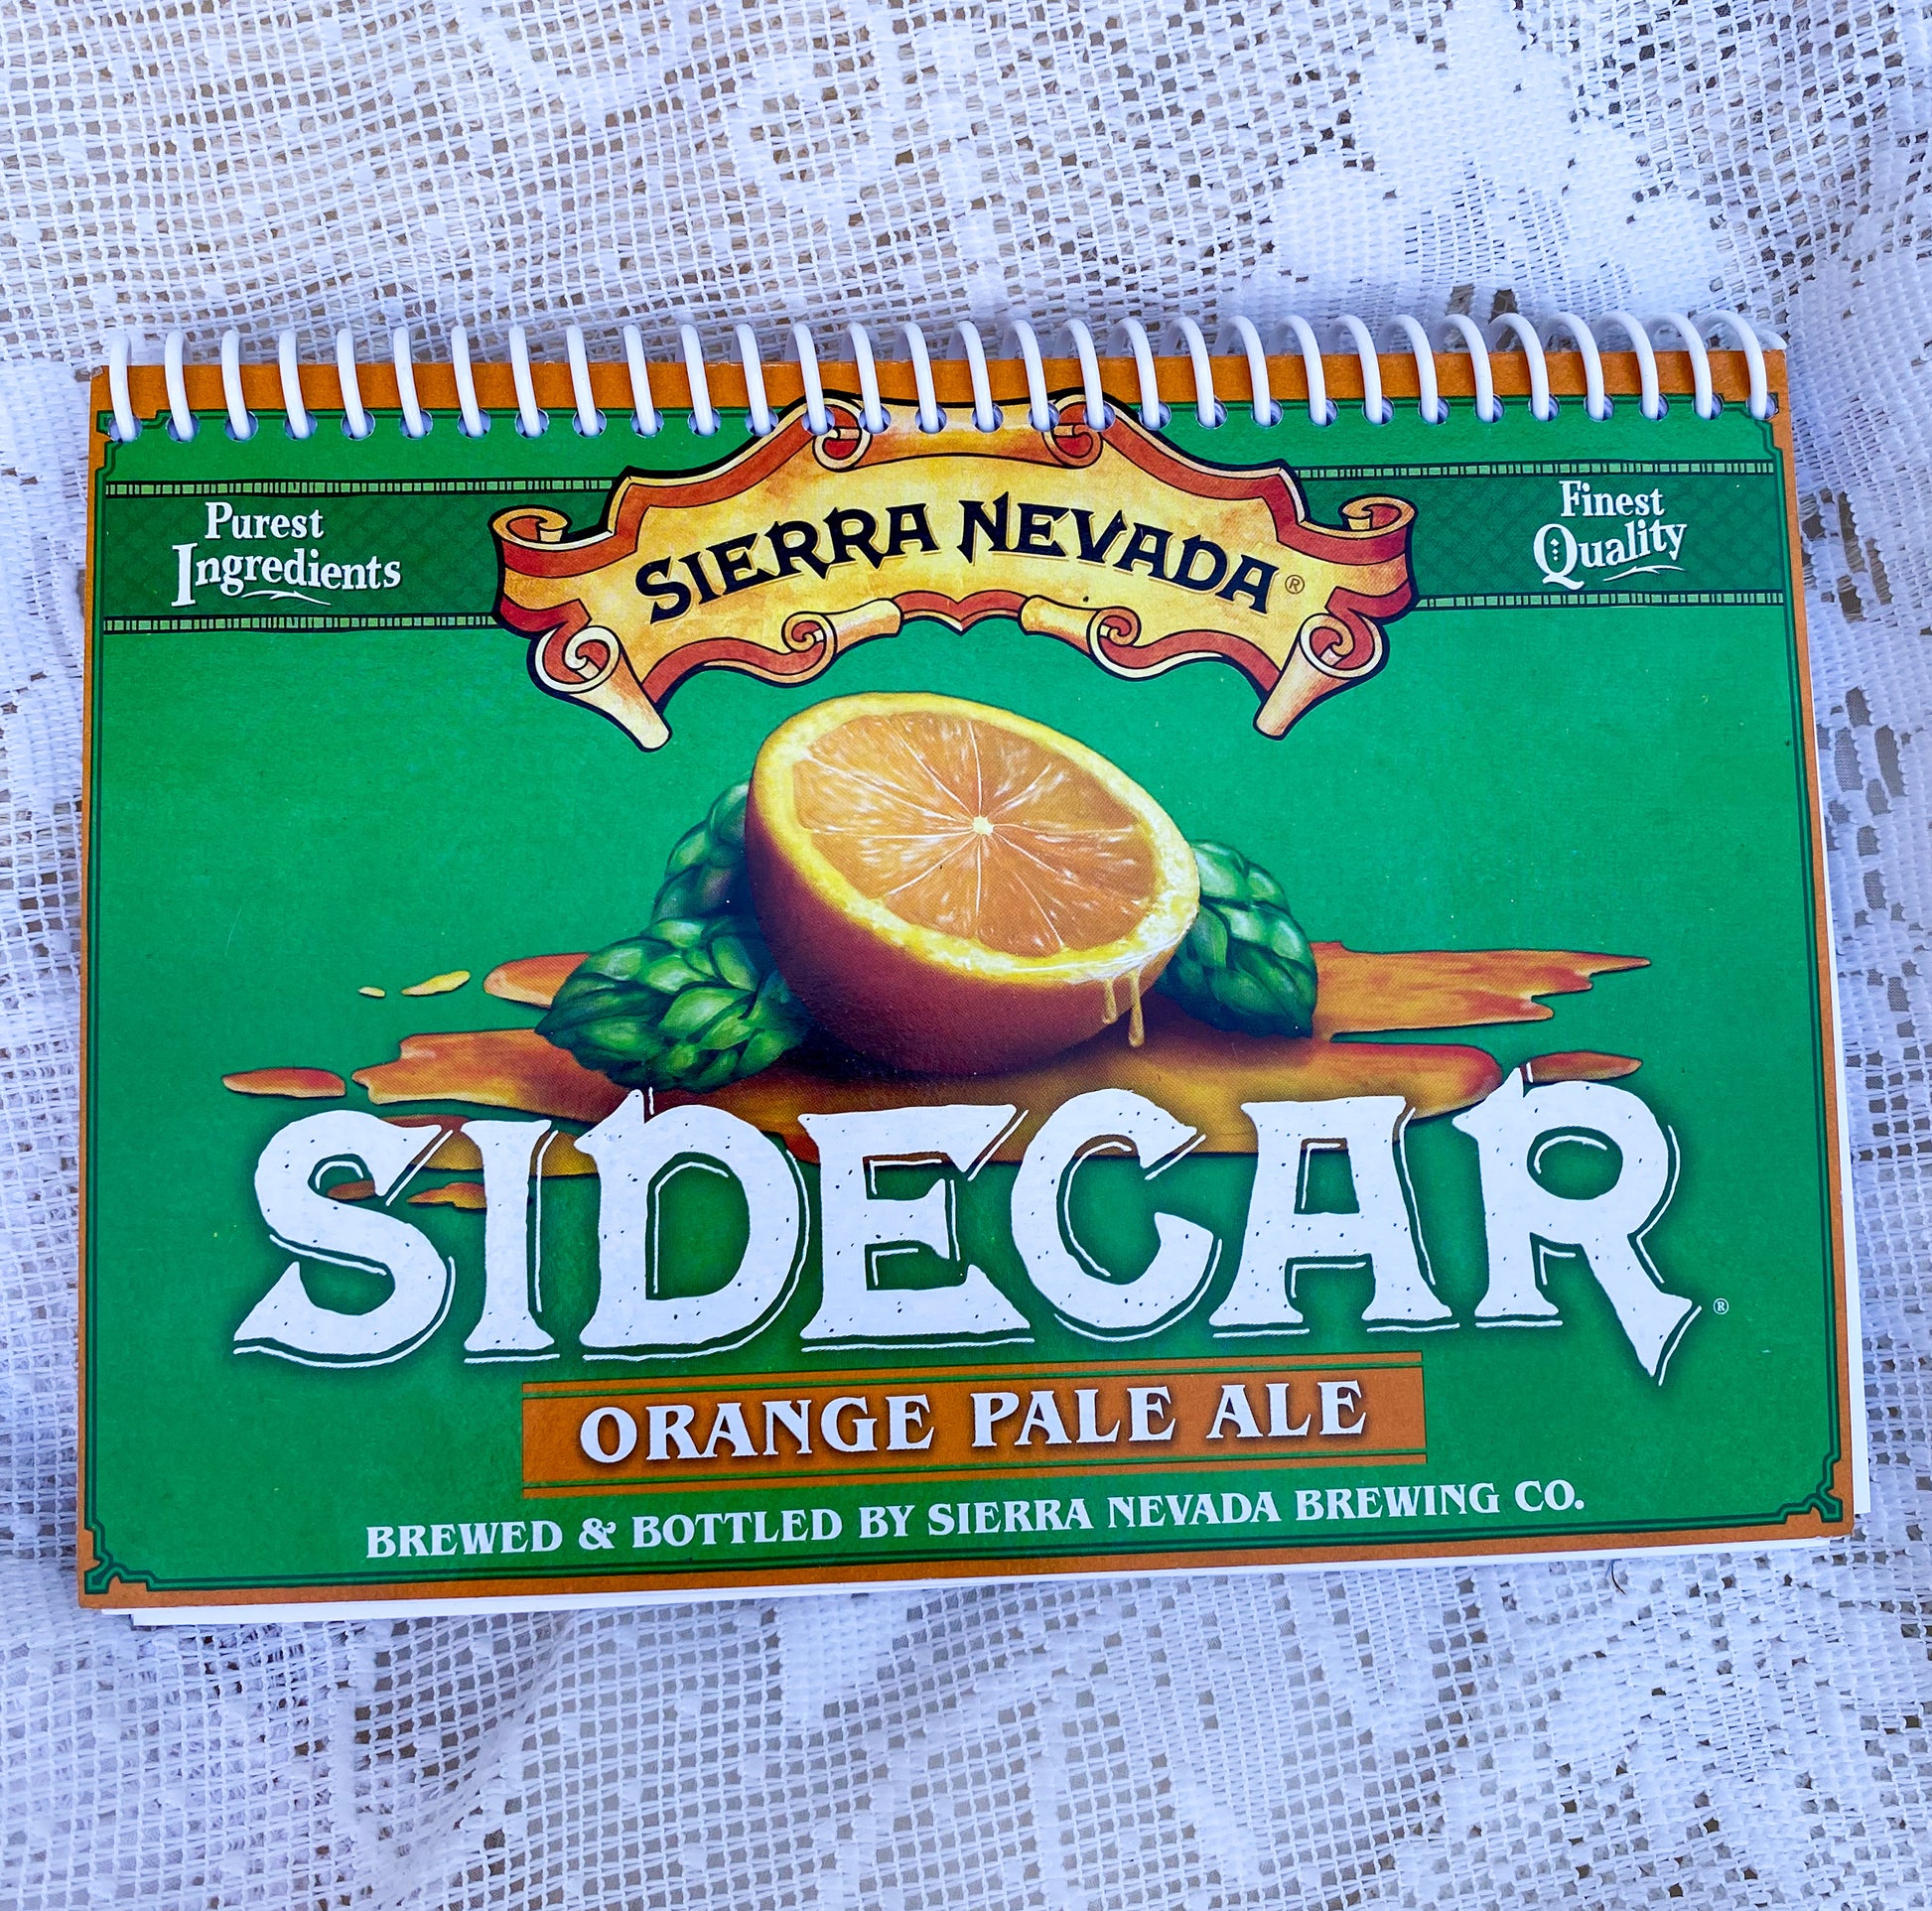 Purest
Ingredients
SIERRA NEVADA®
Finest
Quality
SIDECAR®
ORANGE PALE ALE
BREWED & BOTTLED BY SIERRA NEVADA BREWING CO.